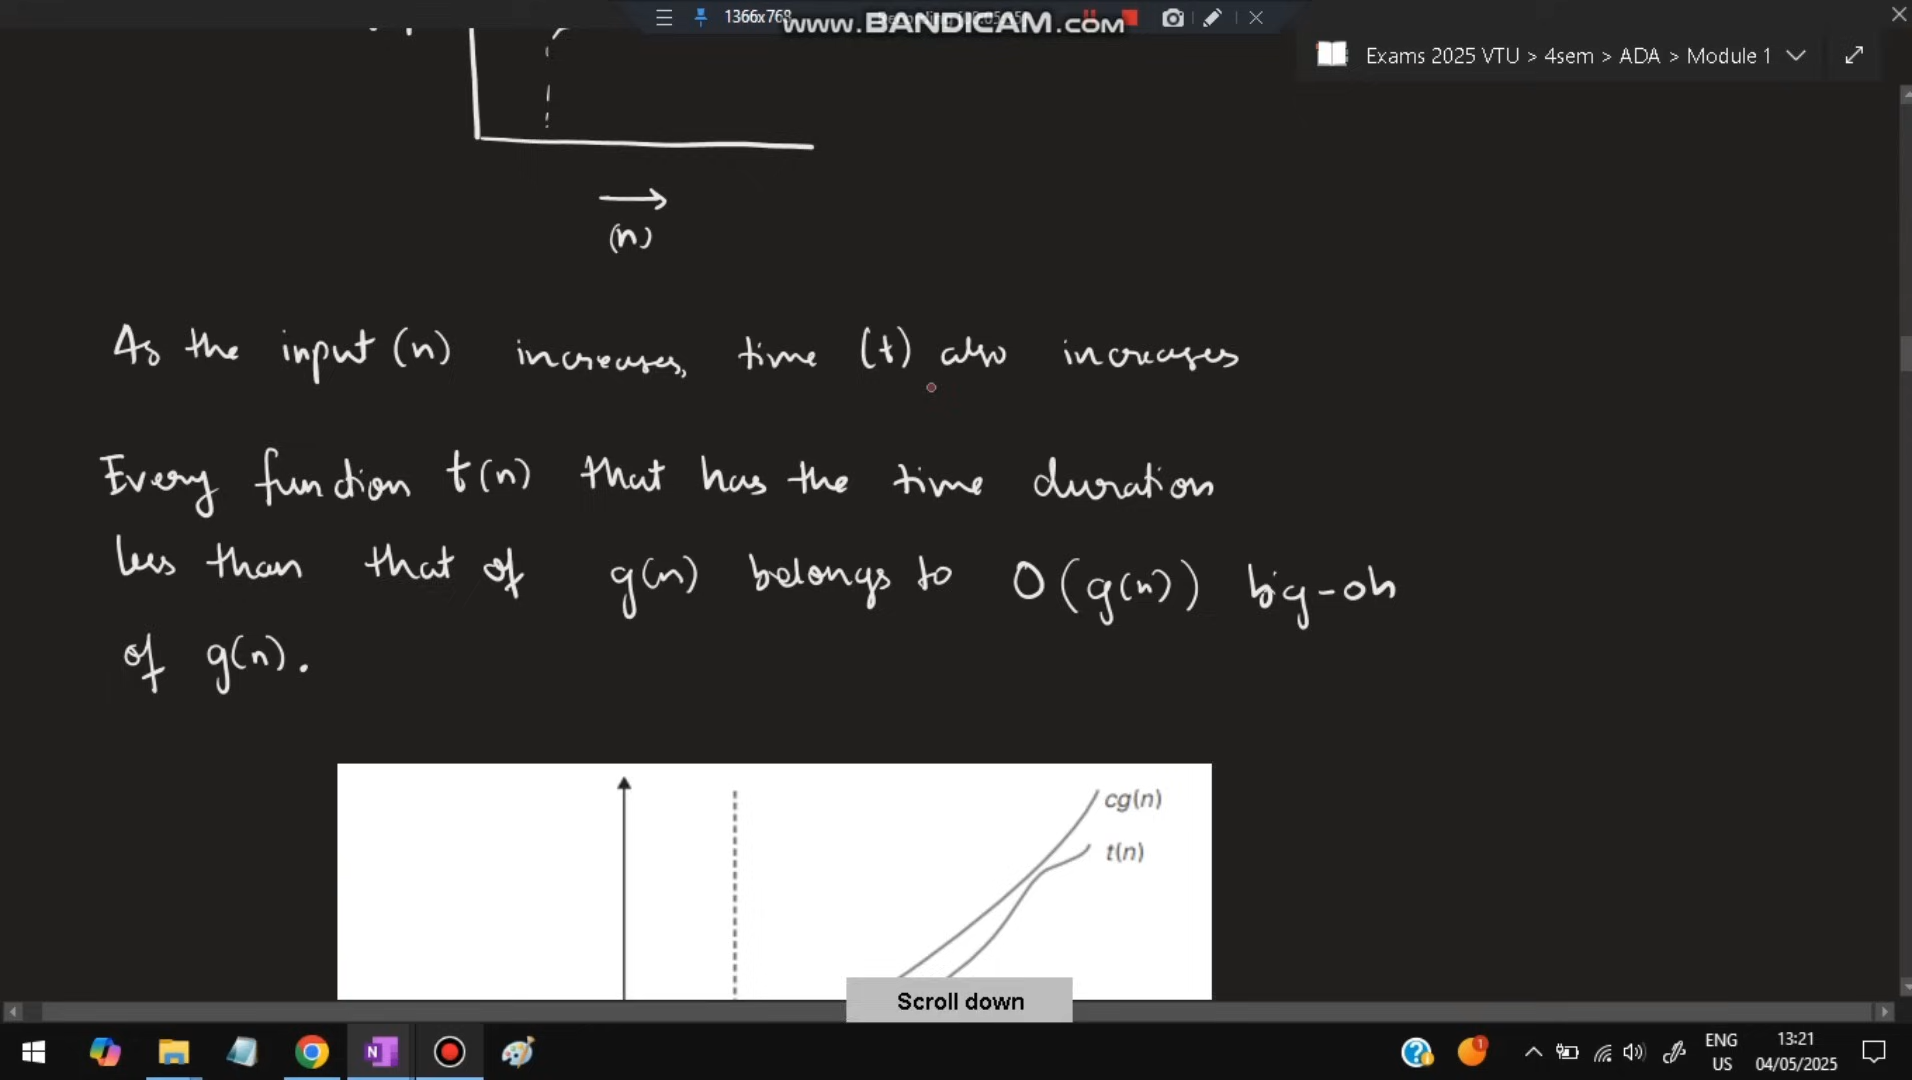 1366x768
www.BANDICAM.com
Exams 2025 VTU > 4sem > ADA > Module 1
(n)
As the input (n) increases, time (t) also increases
Every function t(n) that has the time duration
less than that of g(n) belongs to O(g(n)) big-oh
of g(n).
cg(n)
t(n)
Scroll down
N
1
ENG
US
13:21
04/05/2025